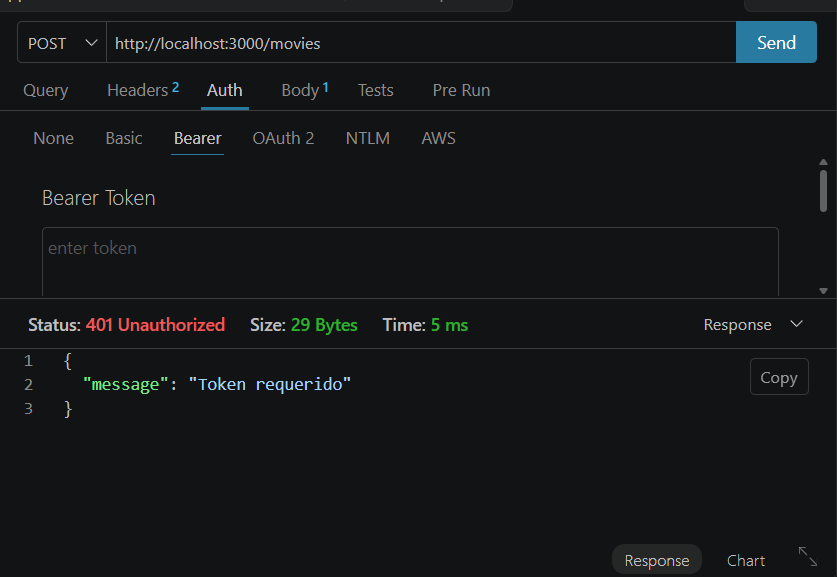 POST http://localhost:3000/movies Send
Query Headers 2 Auth Body 1 Tests Pre Run
None Basic Bearer OAuth 2 NTLM AWS
Bearer Token
enter token
Status: 401 Unauthorized Size: 29 Bytes Time: 5 ms Response
1 {
2 "message": "Token requerido"
3 }
Copy
Response Chart